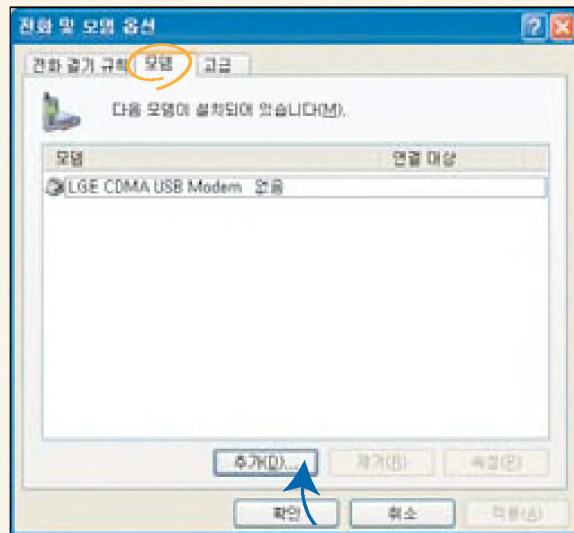 전화 및 모뎀 옵션
전화 걸기 규칙 모뎀 고급
다음 모뎀이 설치되어 있습니다(M).
모뎀 연결 대상
LGE CDMA USB Modem 없음
추가(D)... 제거(R) 속성(P)
확인 취소 적용(A)